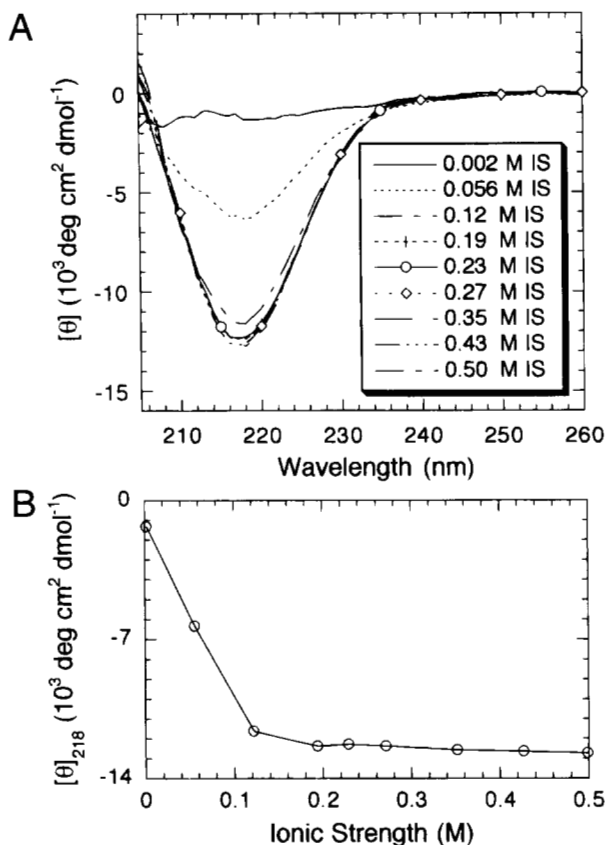 A
[θ] (10³ deg cm² dmol⁻¹)
0
-5
-10
-15
0.002 M IS
0.056 M IS
0.12 M IS
0.19 M IS
0.23 M IS
0.27 M IS
0.35 M IS
0.43 M IS
0.50 M IS
210 220 230 240 250 260
Wavelength (nm)
B
[θ]₂₁₈ (10³ deg cm² dmol⁻¹)
0
-7
-14
0 0.1 0.2 0.3 0.4 0.5
Ionic Strength (M)